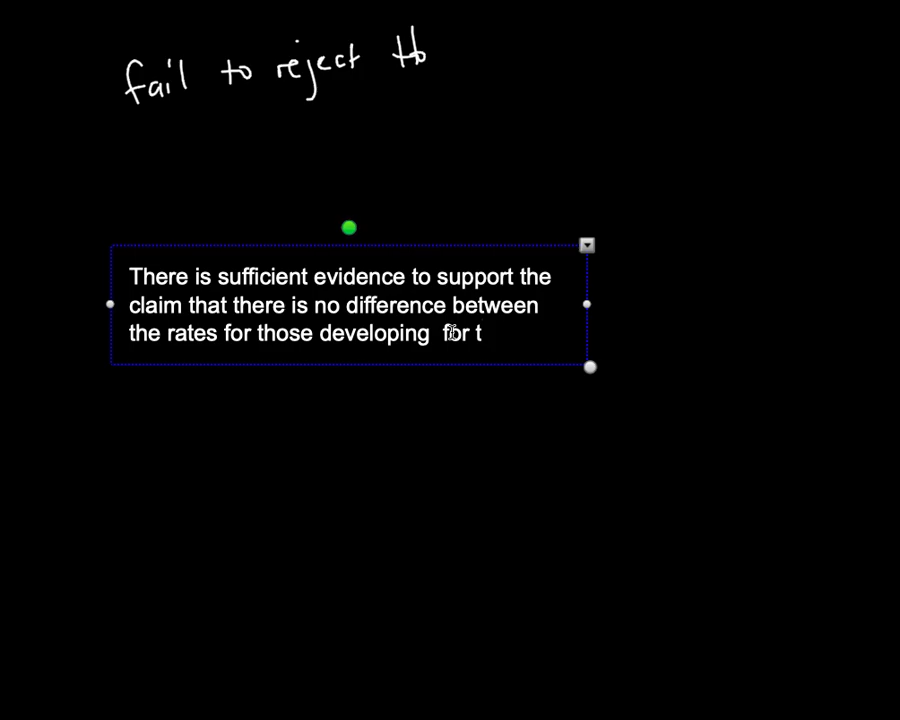 fail to reject Ho
There is sufficient evidence to support the
claim that there is no difference between
the rates for those developing for t